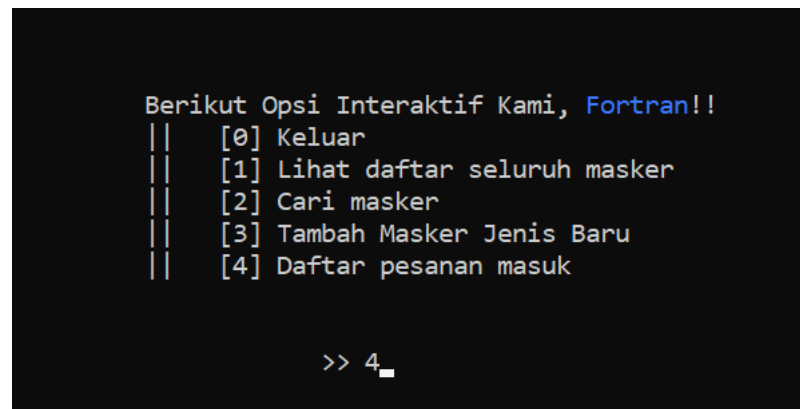 Berikut Opsi Interaktif Kami, Fortran!!
|| [0] Keluar
|| [1] Lihat daftar seluruh masker
|| [2] Cari masker
|| [3] Tambah Masker Jenis Baru
|| [4] Daftar pesanan masuk
>> 4_